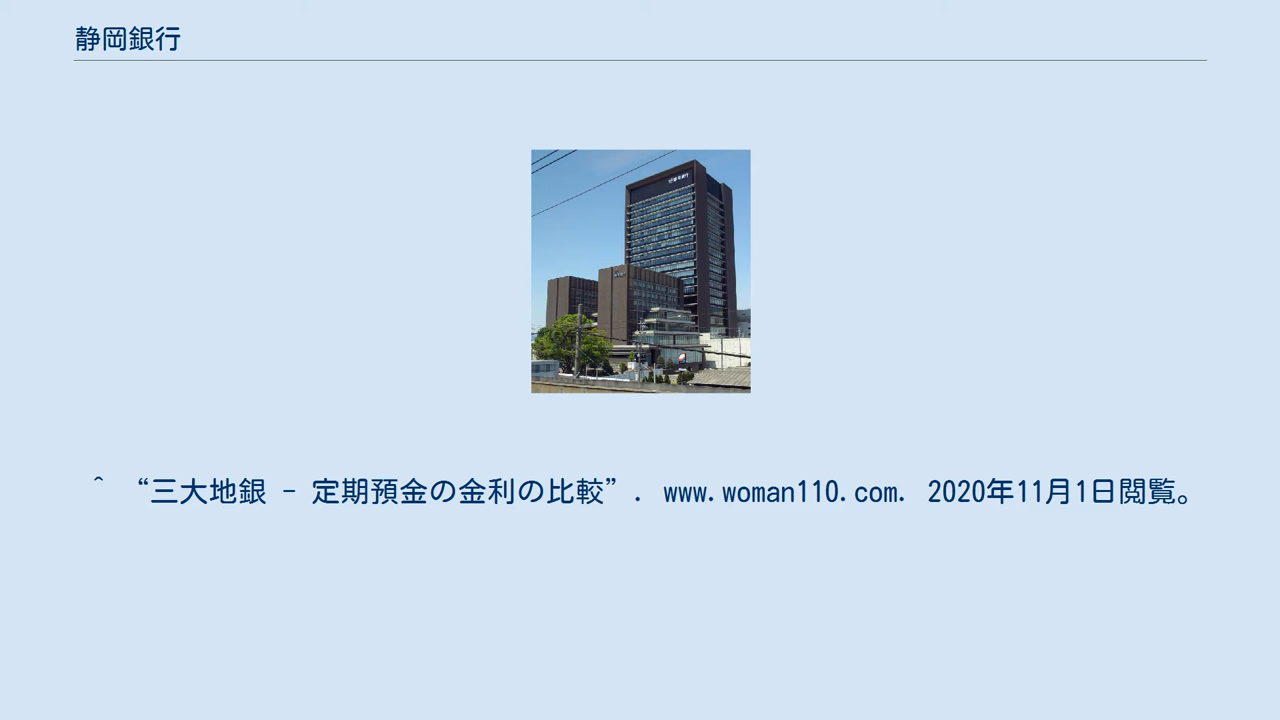 静岡銀行
^ “三大地銀 - 定期預金の金利の比較”. www.woman110.com. 2020年11月1日閲覧。